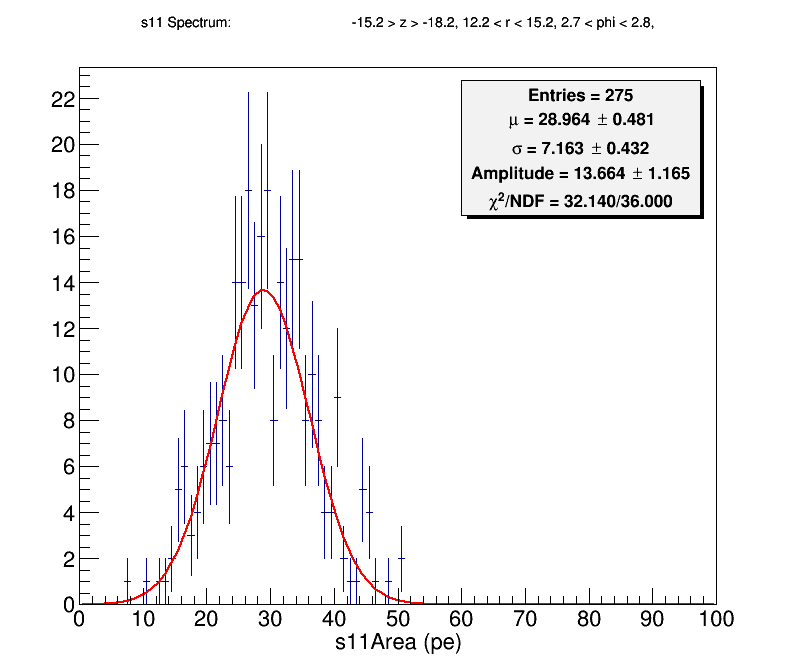 s11 Spectrum: -15.2 > z > -18.2, 12.2 < r < 15.2, 2.7 < phi < 2.8,
Entries = 275
μ = 28.964 ± 0.481
σ = 7.163 ± 0.432
Amplitude = 13.664 ± 1.165
χ²/NDF = 32.140/36.000
22
20
18
16
14
12
10
8
6
4
2
0
0 10 20 30 40 50 60 70 80 90 100
s11Area (pe)